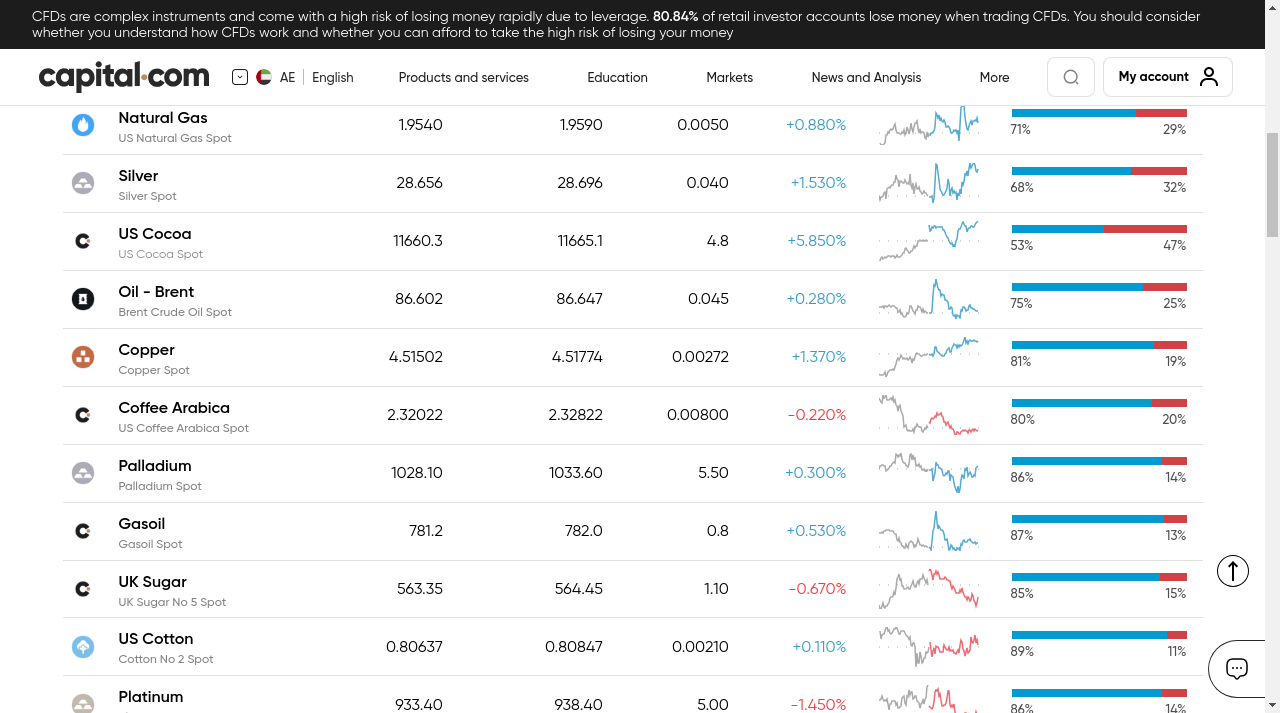 CFDs are complex instruments and come with a high risk of losing money rapidly due to leverage. 80.84% of retail investor accounts lose money when trading CFDs. You should consider
whether you understand how CFDs work and whether you can afford to take the high risk of losing your money
capital.com AE English Products and services Education Markets News and Analysis More My account
Natural Gas 1.9540 1.9590 0.0050 +0.880%
US Natural Gas Spot 71% 29%
Silver 28.656 28.696 0.040 +1.530%
Silver Spot 68% 32%
US Cocoa 11660.3 11665.1 4.8 +5.850%
US Cocoa Spot 53% 47%
Oil - Brent 86.602 86.647 0.045 +0.280%
Brent Crude Oil Spot 75% 25%
Copper 4.51502 4.51774 0.00272 +1.370%
Copper Spot 81% 19%
Coffee Arabica 2.32022 2.32822 0.00800 -0.220%
US Coffee Arabica Spot 80% 20%
Palladium 1028.10 1033.60 5.50 +0.300%
Palladium Spot 86% 14%
Gasoil 781.2 782.0 0.8 +0.530%
Gasoil Spot 87% 13%
UK Sugar 563.35 564.45 1.10 -0.670%
UK Sugar No 5 Spot 85% 15%
US Cotton 0.80637 0.80847 0.00210 +0.110%
Cotton No 2 Spot 89% 11%
Platinum 933.40 938.40 5.00 -1.450%
86% 14%